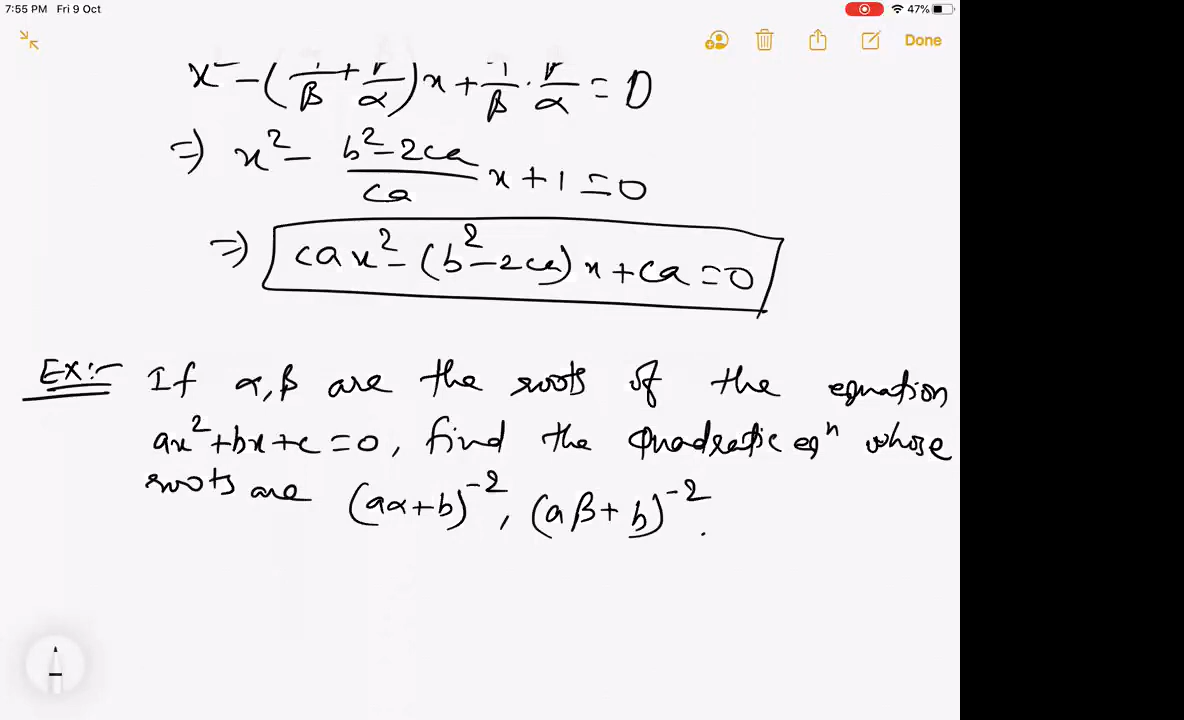 7:55 PM Fri 9 Oct
47%
Done
x² - (1/β + 1/α)x + 1/β · 1/α = 0
⇒ x² - (b² - 2ca)/ca x + 1 = 0
⇒ cax² - (b² - 2ca)x + ca = 0
Ex:- If α, β are the roots of the equation
ax² + bx + c = 0, find the quadratic eqⁿ whose
roots are (aα + b)⁻², (aβ + b)⁻².